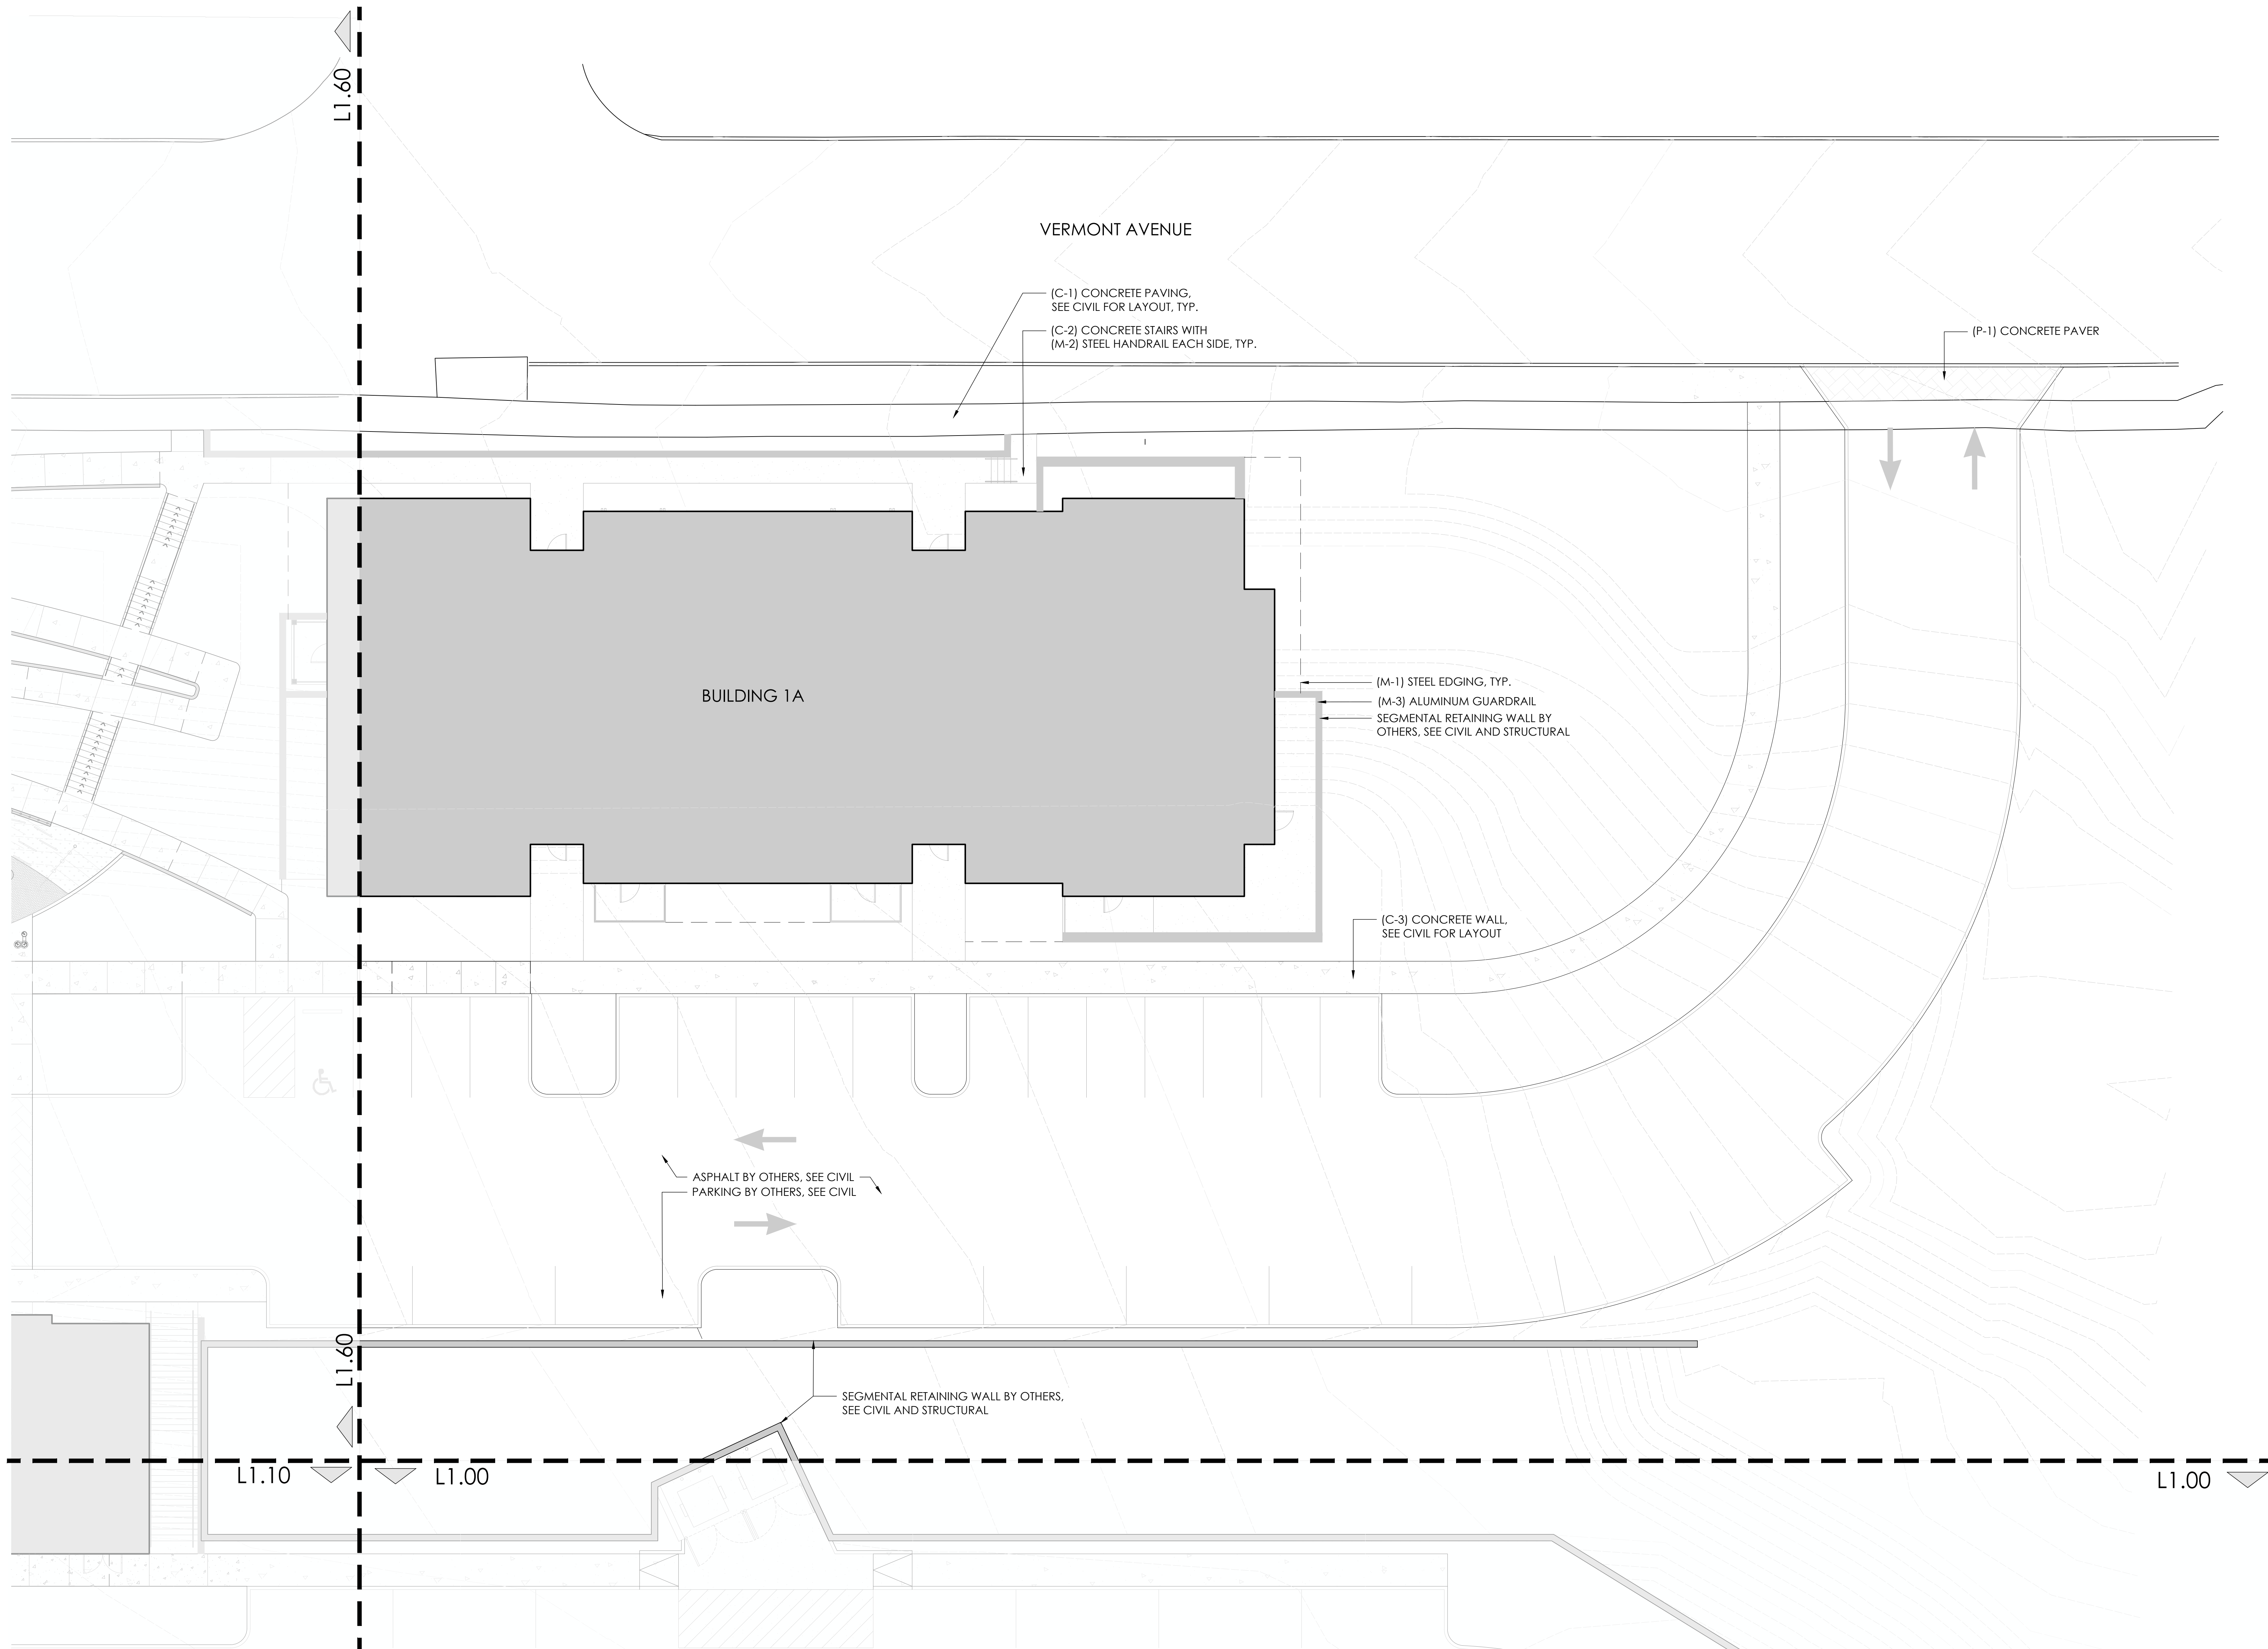 L1.60
VERMONT AVENUE
(C-1) CONCRETE PAVING,
SEE CIVIL FOR LAYOUT, TYP.
(C-2) CONCRETE STAIRS WITH
(M-2) STEEL HANDRAIL EACH SIDE, TYP.
(P-1) CONCRETE PAVER
BUILDING 1A
(M-1) STEEL EDGING, TYP.
(M-3) ALUMINUM GUARDRAIL
SEGMENTAL RETAINING WALL BY
OTHERS, SEE CIVIL AND STRUCTURAL
(C-3) CONCRETE WALL,
SEE CIVIL FOR LAYOUT
ASPHALT BY OTHERS, SEE CIVIL
PARKING BY OTHERS, SEE CIVIL
L1.60
SEGMENTAL RETAINING WALL BY OTHERS,
SEE CIVIL AND STRUCTURAL
L1.10
L1.00
L1.00